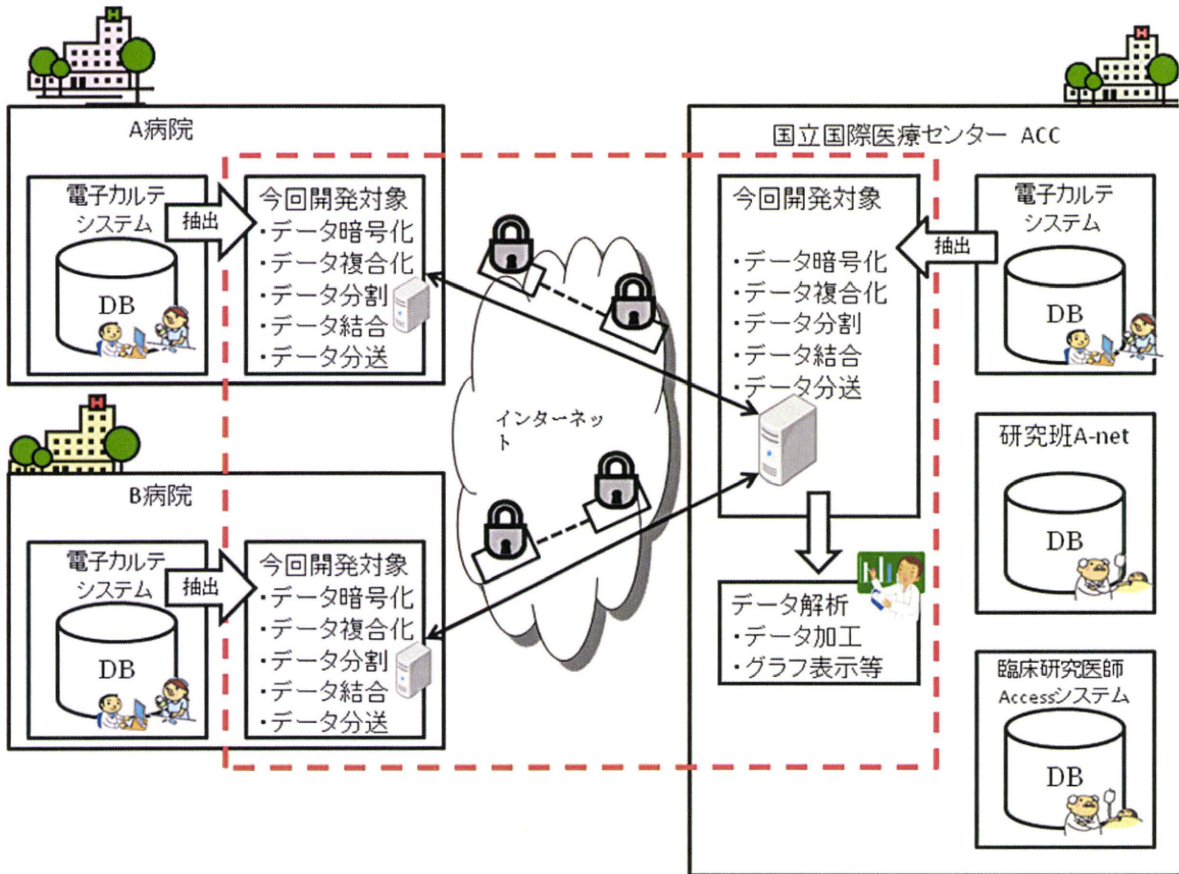 A病院
電子カルテ
システム
DB
抽出
今回開発対象
・データ暗号化
・データ複合化
・データ分割
・データ結合
・データ分送
B病院
電子カルテ
システム
DB
抽出
今回開発対象
・データ暗号化
・データ複合化
・データ分割
・データ結合
・データ分送
インターネッ
ト
国立国際医療センター ACC
今回開発対象
・データ暗号化
・データ複合化
・データ分割
・データ結合
・データ分送
データ解析
・データ加工
・グラフ表示等
抽出
電子カルテ
システム
DB
研究班A-net
DB
臨床研究医師
Accessシステム
DB
H
H
H